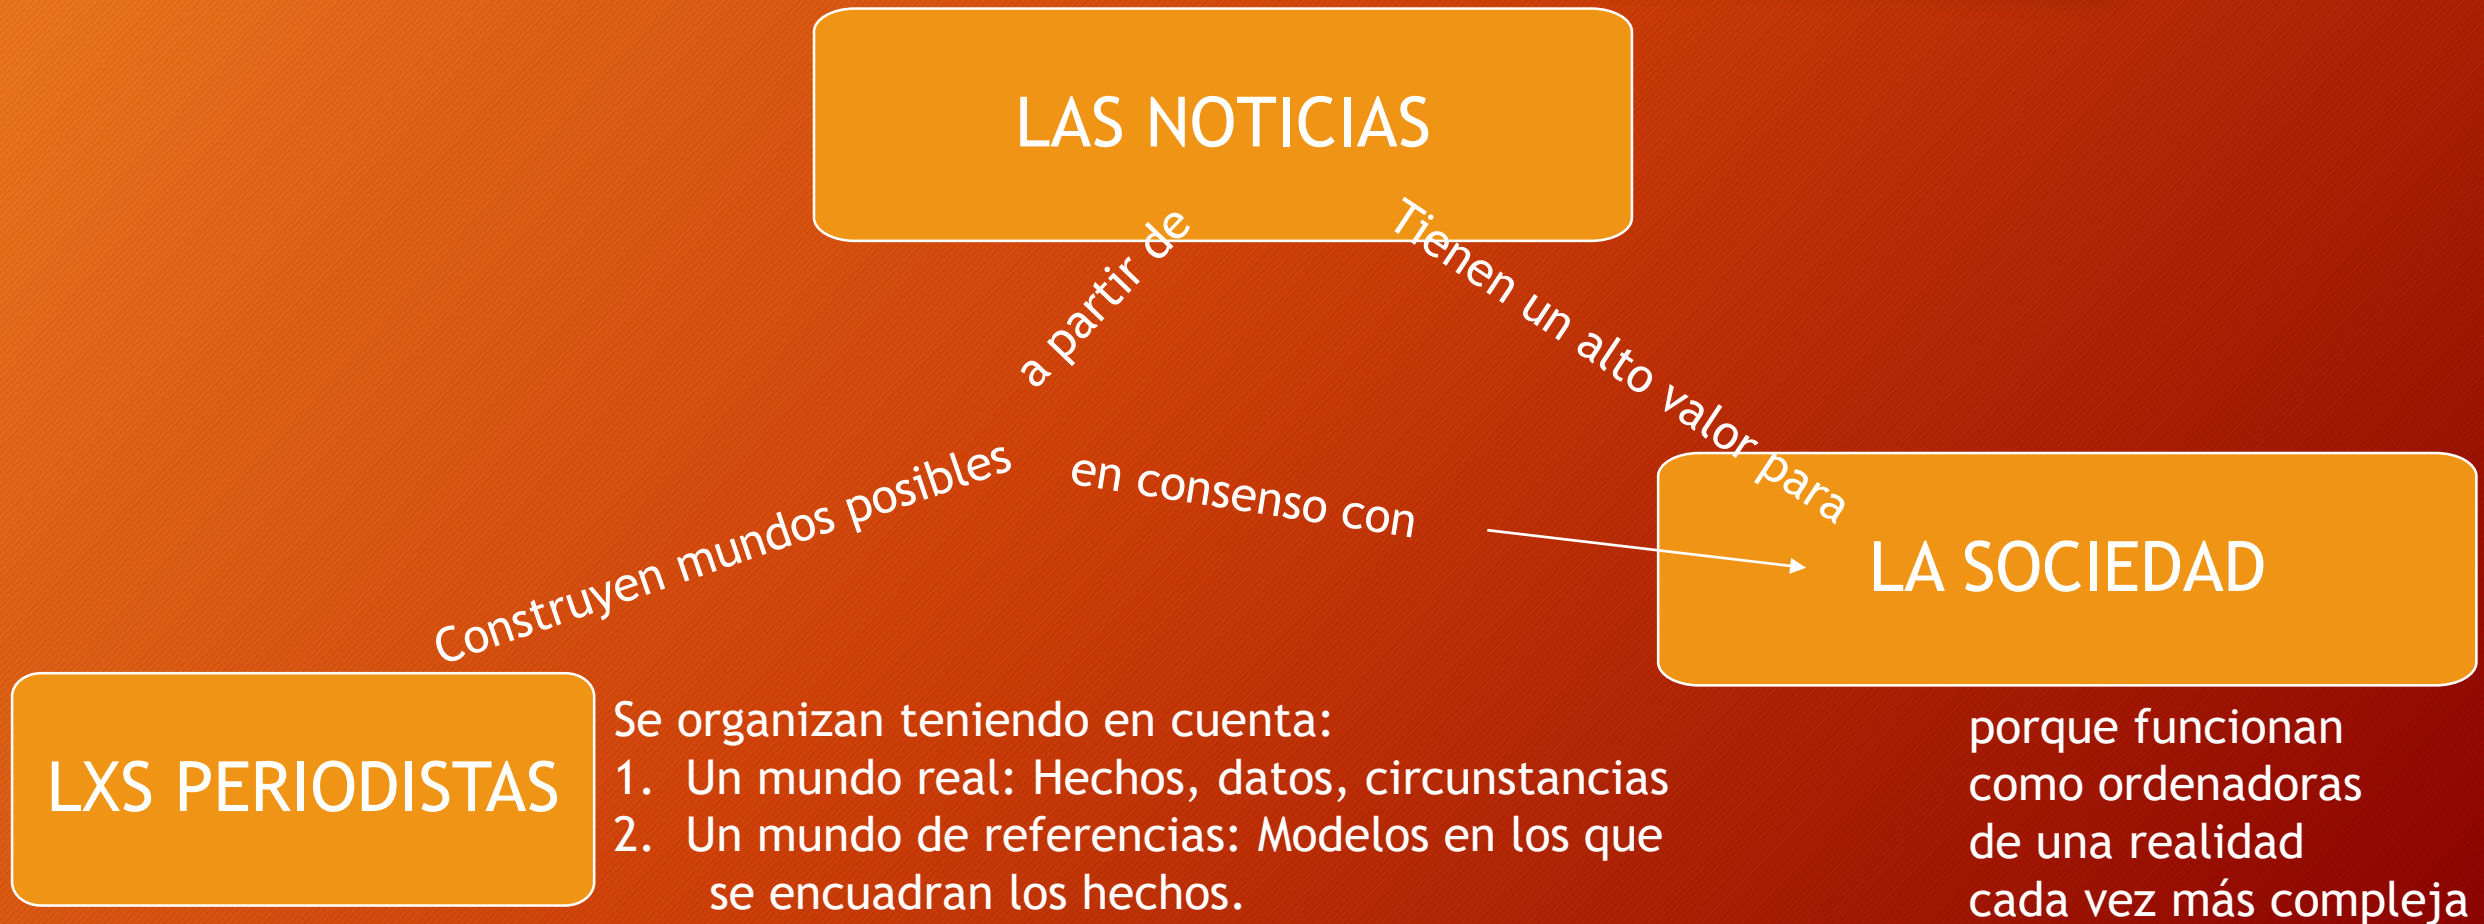 LAS NOTICIAS
a partir de
Tienen un alto valor para
Construyen mundos posibles
en consenso con
LA SOCIEDAD
LXS PERIODISTAS
Se organizan teniendo en cuenta:
1. Un mundo real: Hechos, datos, circunstancias
2. Un mundo de referencias: Modelos en los que
se encuadran los hechos.
porque funcionan
como ordenadoras
de una realidad
cada vez más compleja